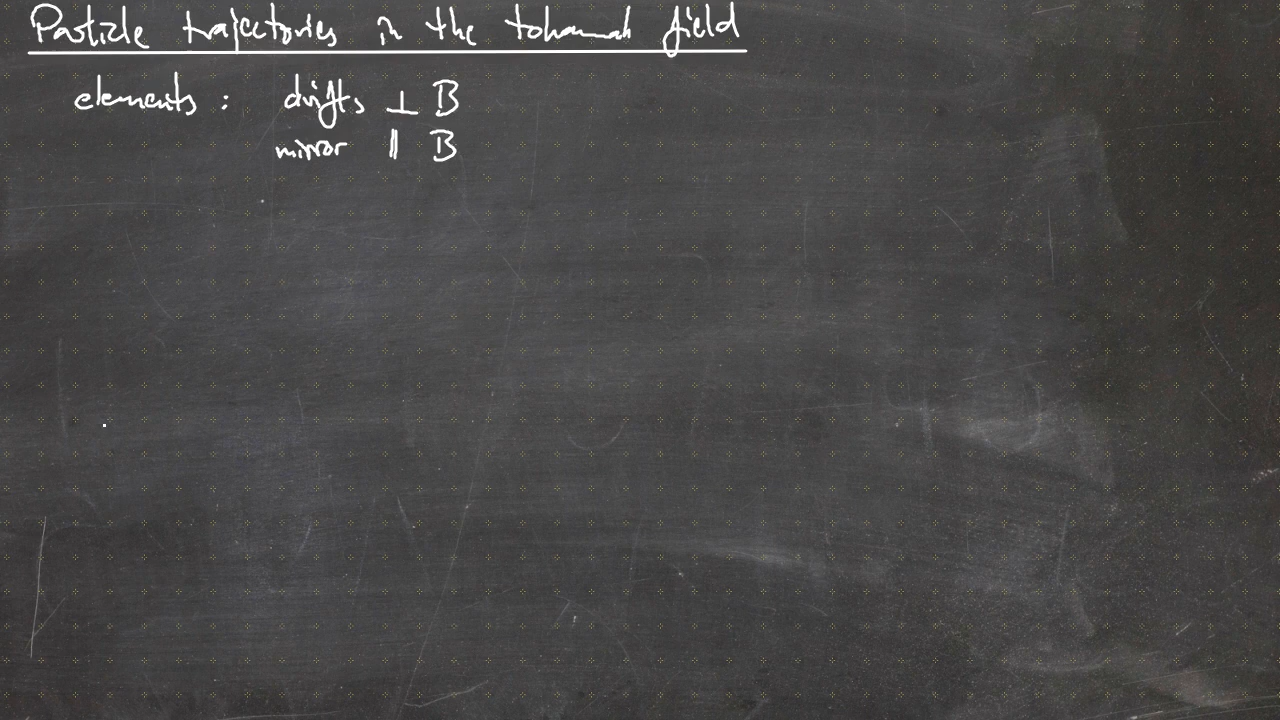 Particle trajectories in the tokamak field
elements : drifts ⊥ B
mirror ∥ B